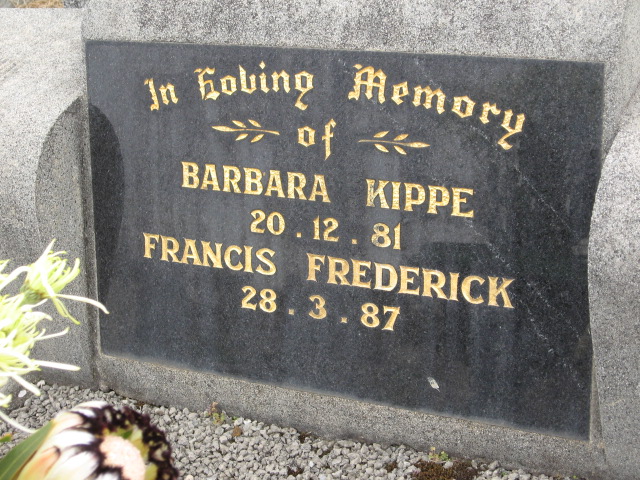 In Loving Memory
of
BARBARA KIPPE
20 . 12 . 81
FRANCIS FREDERICK
28 . 3 . 87